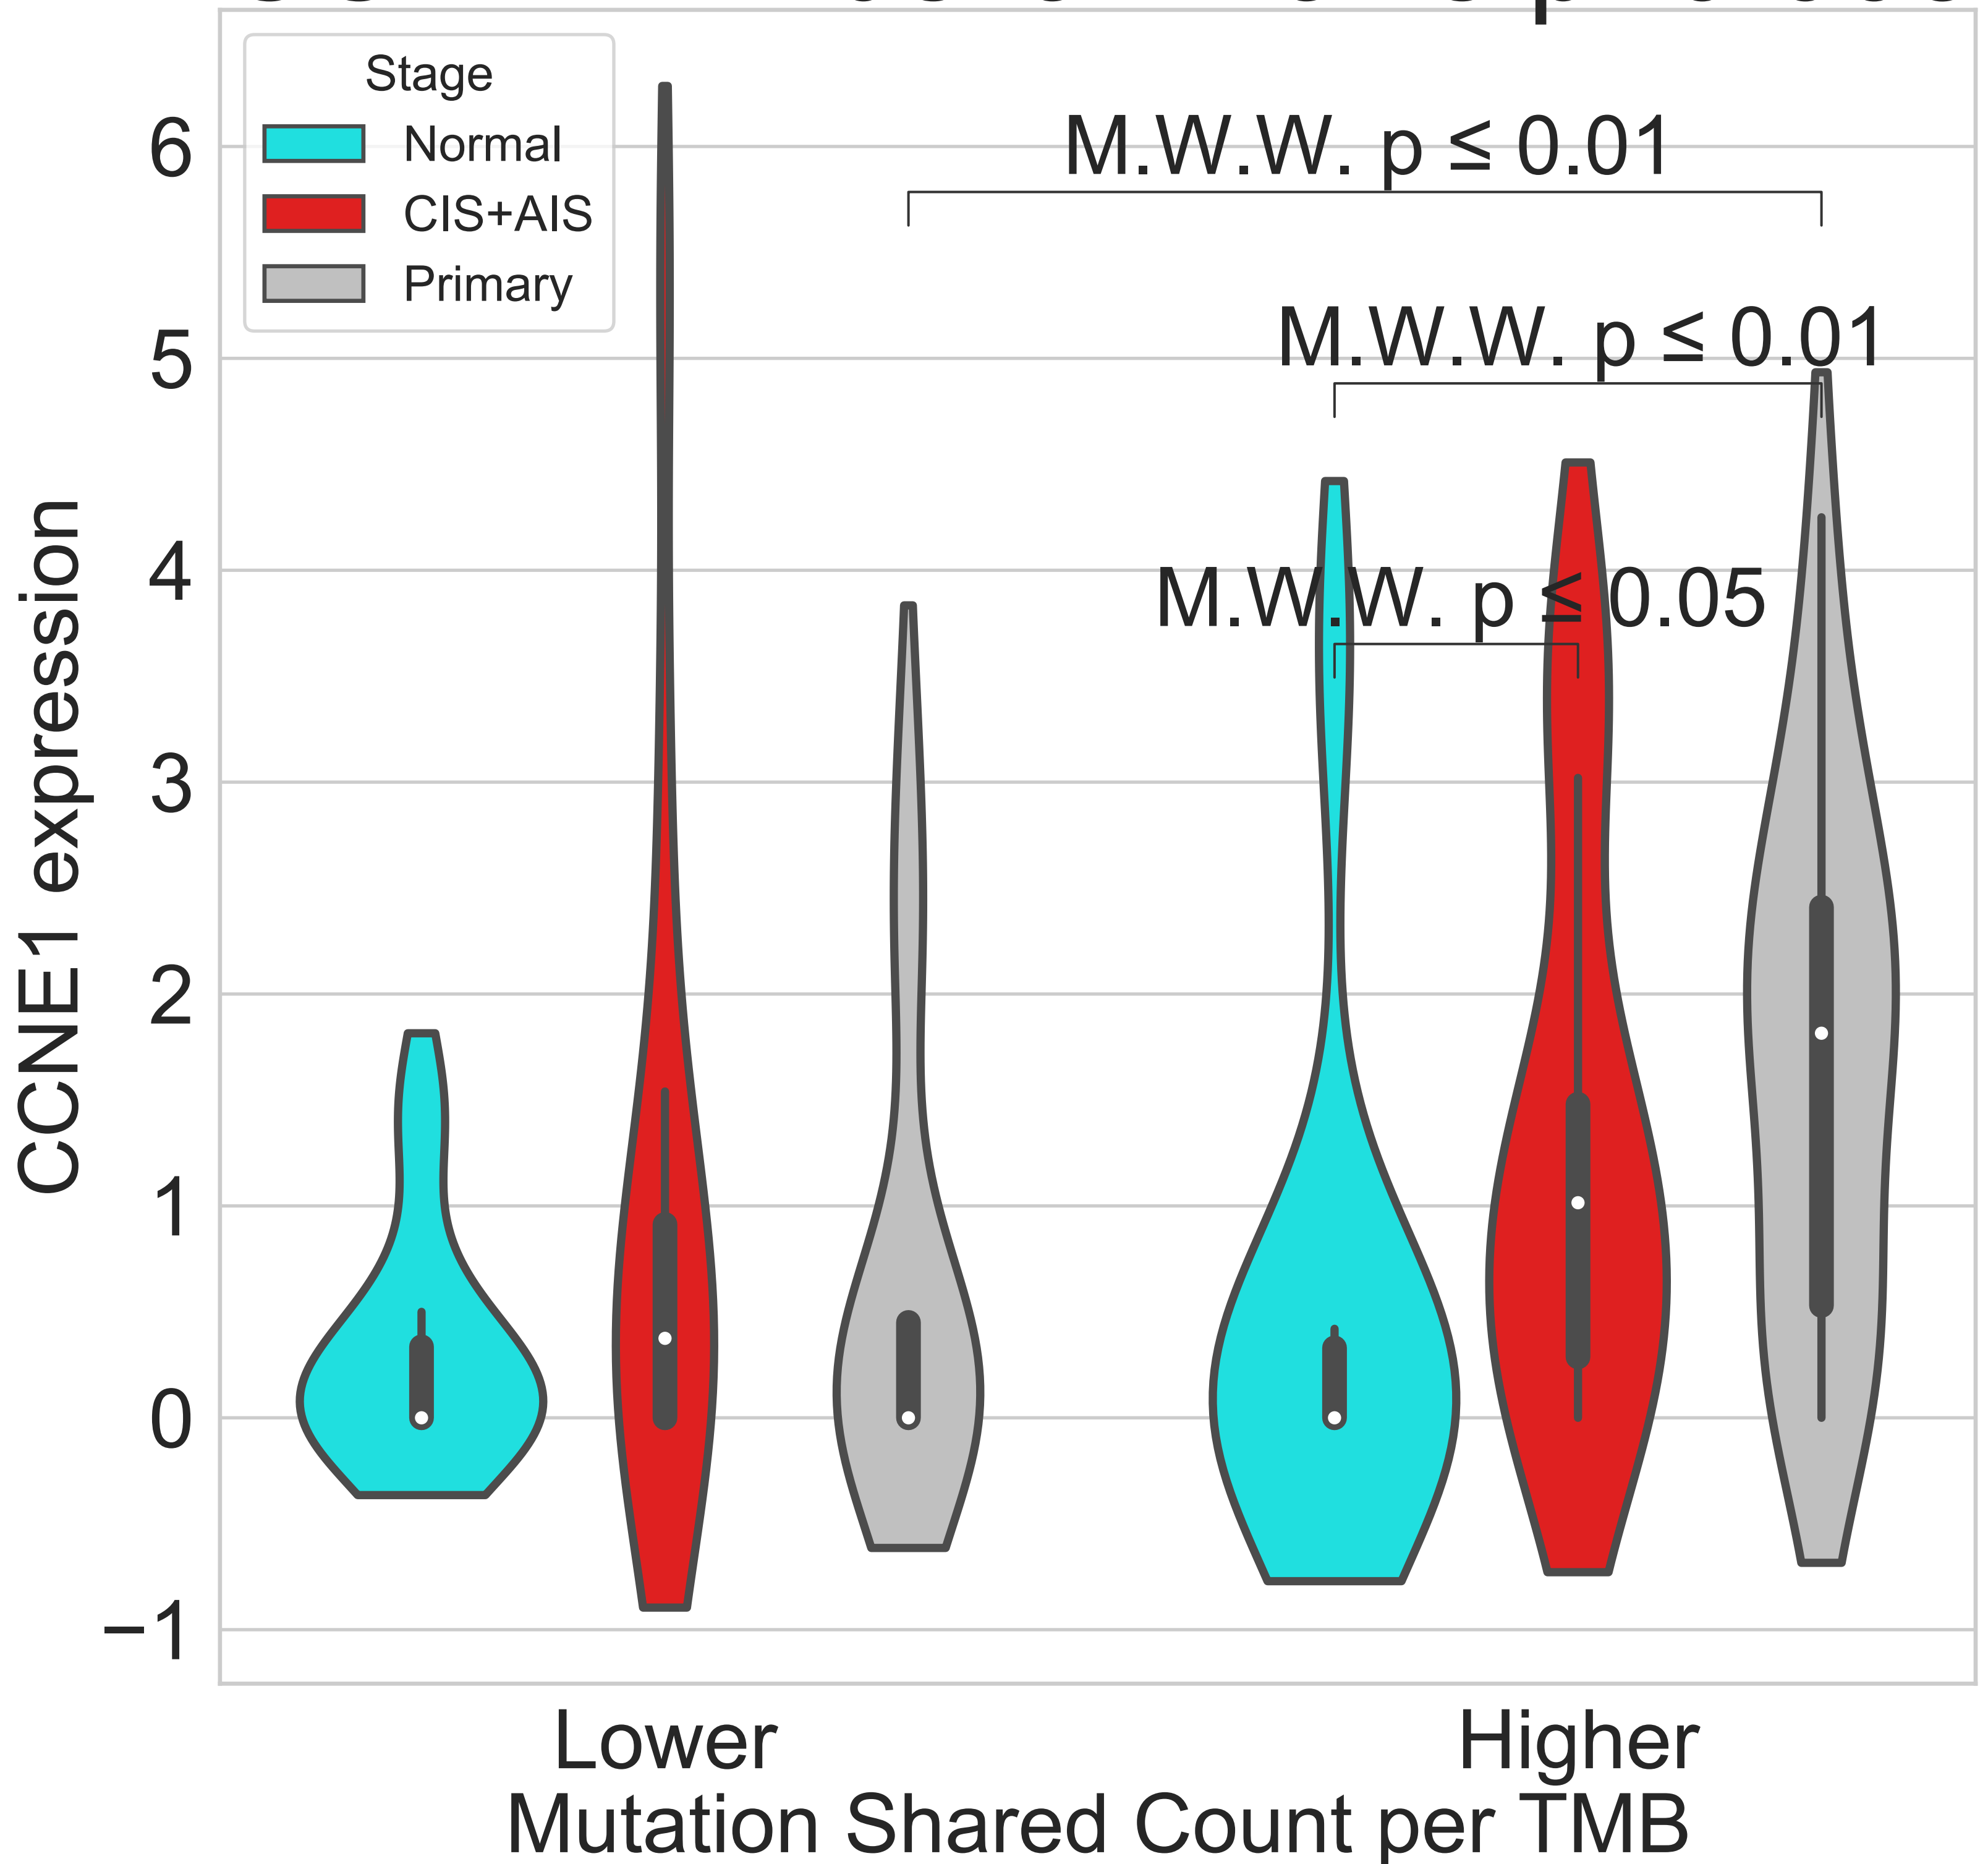 Stage
Normal
CIS+AIS
Primary
M.W.W. p ≤ 0.01
M.W.W. p ≤ 0.01
M.W.W. p ≤ 0.05
6
5
4
3
2
1
0
−1
CCNE1 expression
Lower
Higher
Mutation Shared Count per TMB